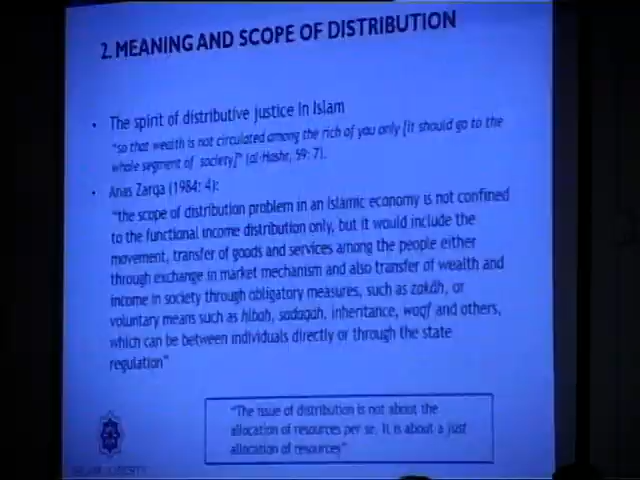 2. MEANING AND SCOPE OF DISTRIBUTION
• The spirit of distributive justice in Islam
"so that wealth is not circulated among the rich of you only [it should go to the
whole segment of society]" (al-Hashr, 59: 7).
• Anas Zarqa (1984: 4):
"the scope of distribution problem in an Islamic economy is not confined
to the functional income distribution only, but it would include the
movement, transfer of goods and services among the people either
through exchange in market mechanism and also transfer of wealth and
income in society through obligatory measures, such as zakāh, or
voluntary means such as hibah, sadaqah, inheritance, waqf and others,
which can be between individuals directly or through the state
regulation"
"The issue of distribution is not about the
allocation of resources per se. It is about a just
allocation of resources"